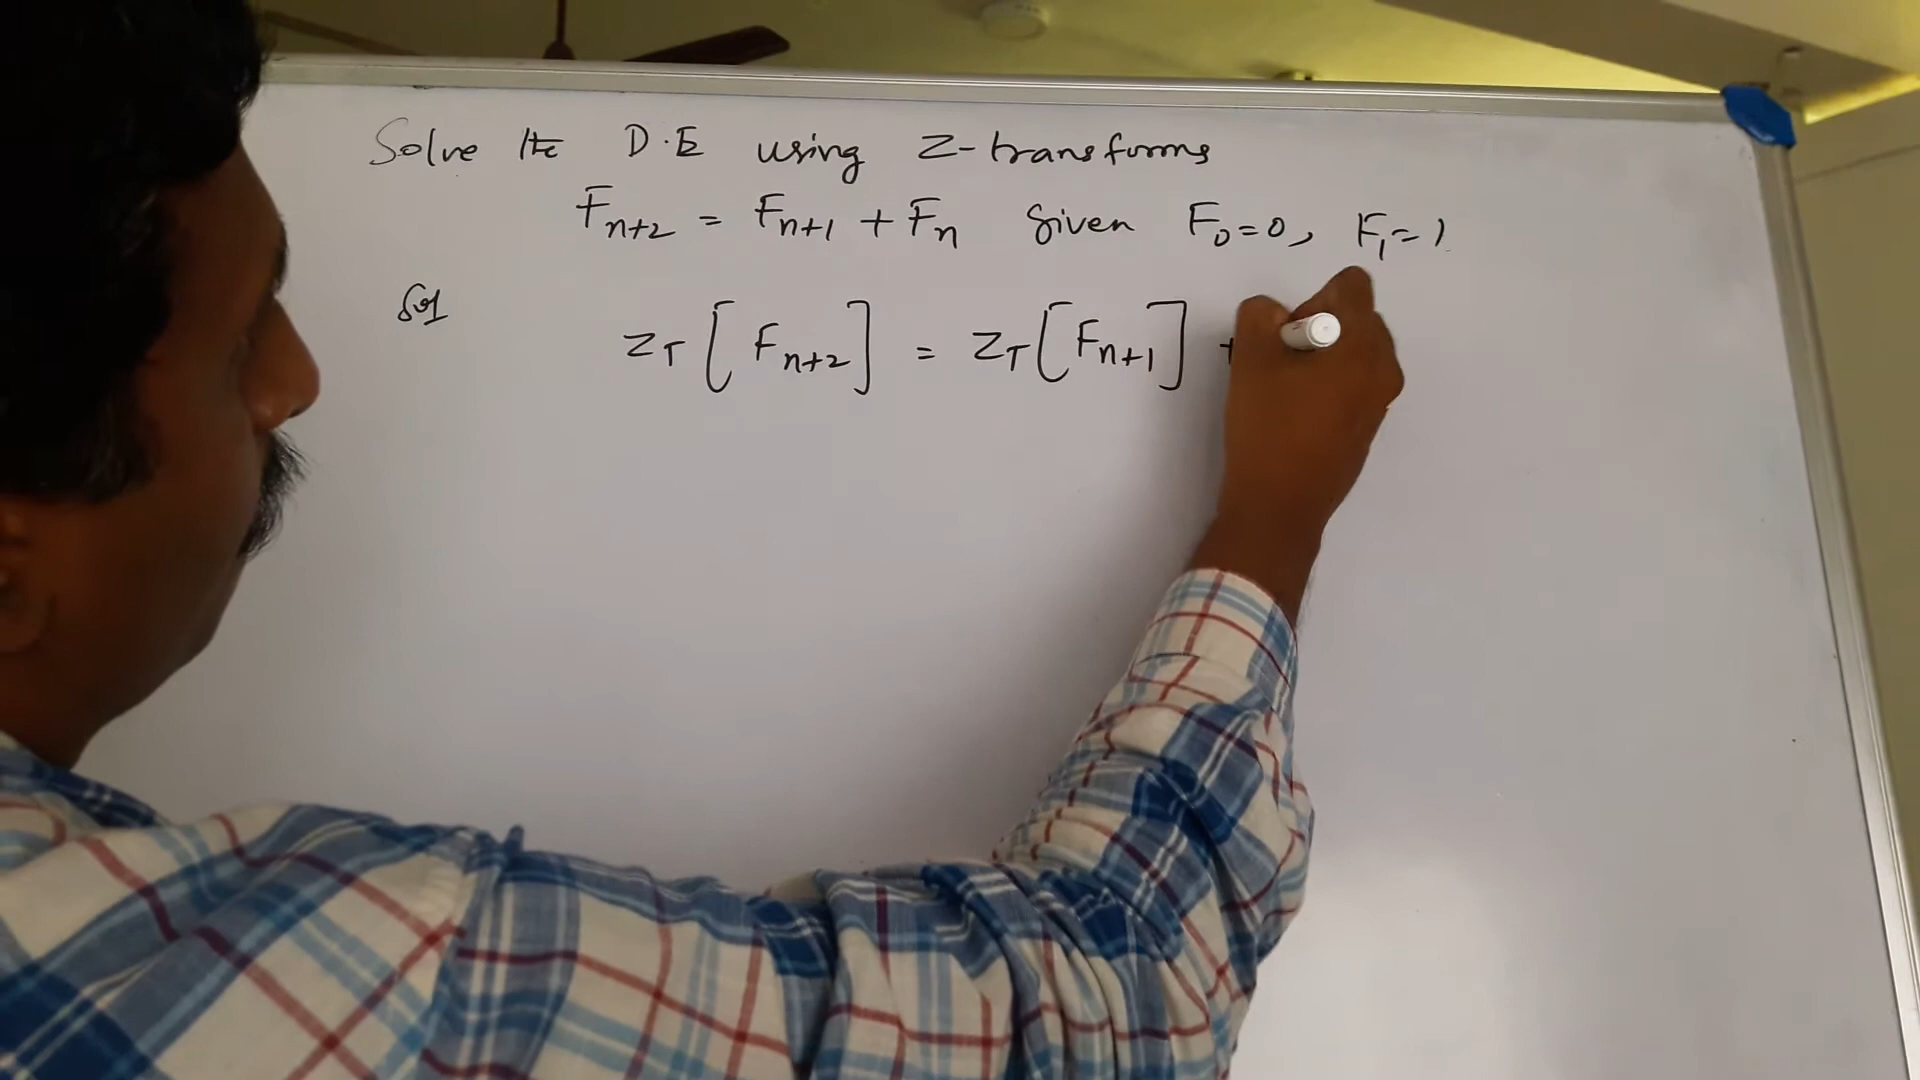 Solve the D.E using Z-transforms
Fn+2 = Fn+1 + Fn given F0=0, F1=1.
Sol
ZT [Fn+2] = ZT [Fn+1] +